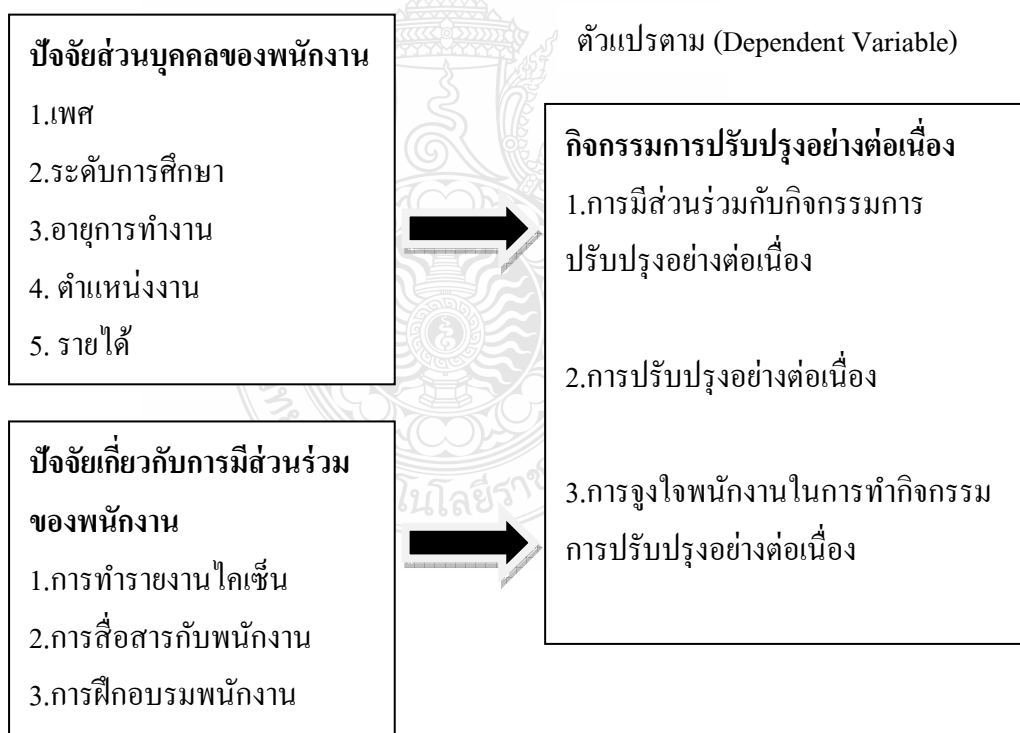 ปัจจัยส่วนบุคคลของพนักงาน
1.เพศ
2.ระดับการศึกษา
3.อายุการทำงาน
4. ตำแหน่งงาน
5. รายได้
ปัจจัยเกี่ยวกับการมีส่วนร่วม
ของพนักงาน
1.การทำรายงานไคเซ็น
2.การสื่อสารกับพนักงาน
3.การฝึกอบรมพนักงาน
ตัวแปรตาม (Dependent Variable)
กิจกรรมการปรับปรุงอย่างต่อเนื่อง
1.การมีส่วนร่วมกับกิจกรรมการ
ปรับปรุงอย่างต่อเนื่อง
2.การปรับปรุงอย่างต่อเนื่อง
3.การจูงใจพนักงานในการทำกิจกรรม
การปรับปรุงอย่างต่อเนื่อง